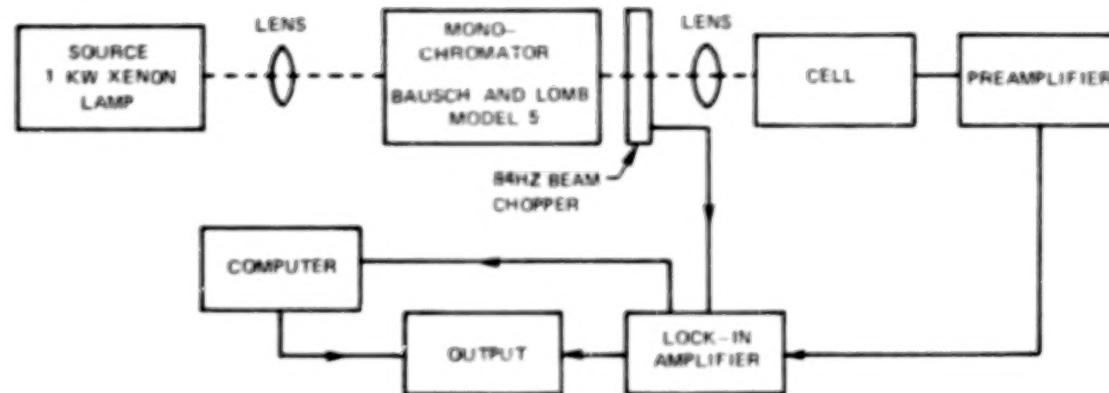 SOURCE
1 KW XENON
LAMP
LENS
MONO-
CHROMATOR
BAUSCH AND LOMB
MODEL 5
LENS
CELL
PREAMPLIFIER
84HZ BEAM
CHOPPER
COMPUTER
OUTPUT
LOCK-IN
AMPLIFIER